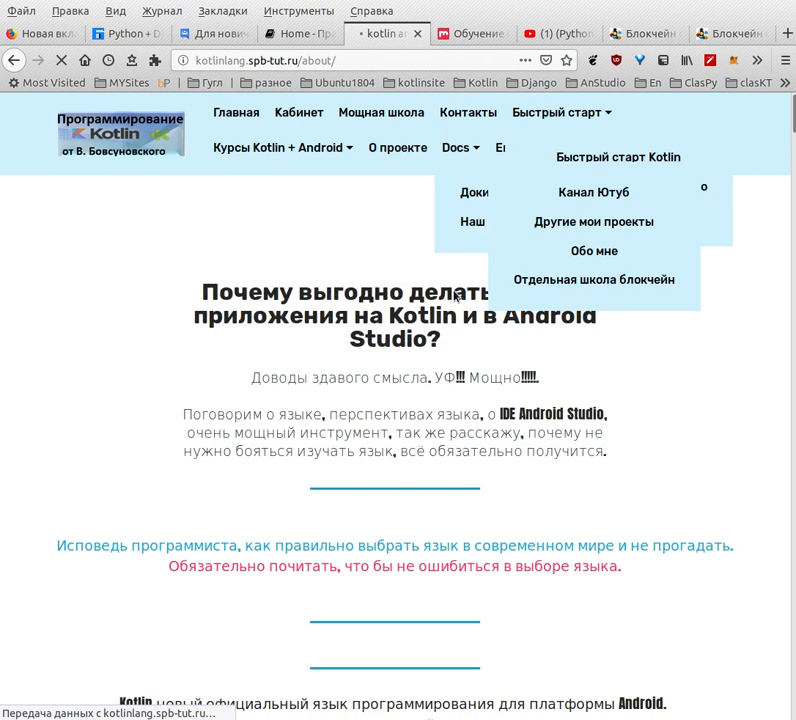 Файл Правка Вид Журнал Закладки Инструменты Справка
Новая вкл Python + D Для нович Home - Пра kotlin an Обучение (1) (Python Блокчейн Блокчейн
kotlinlang.spb-tut.ru/about/
Most Visited MYSites bP Гугл разное Ubuntu1804 kotlinsite Kotlin Django AnStudio En ClasPy clasKT
Программирование
Kotlin
от В. Бовсуновского
Главная Кабинет Мощная школа Контакты Быстрый старт
Курсы Kotlin + Android О проекте Docs
Быстрый старт Kotlin
Доки Канал Ютуб о
Наш Другие мои проекты
Обо мне
Отдельная школа блокчейн
Почему выгодно делать
приложения на Kotlin и в Android
Studio?
Доводы здавого смысла. УФ!!! Мощно!!!!!.
Поговорим о языке, перспективах языка, о IDE Android Studio,
очень мощный инструмент, так же расскажу, почему не
нужно бояться изучать язык, всё обязательно получится.
Исповедь программиста, как правильно выбрать язык в современном мире и не прогадать.
Обязательно почитать, что бы не ошибиться в выборе языка.
Kotlin новый официальный язык программирования для платформы Android.
Передача данных с kotlinlang.spb-tut.ru…